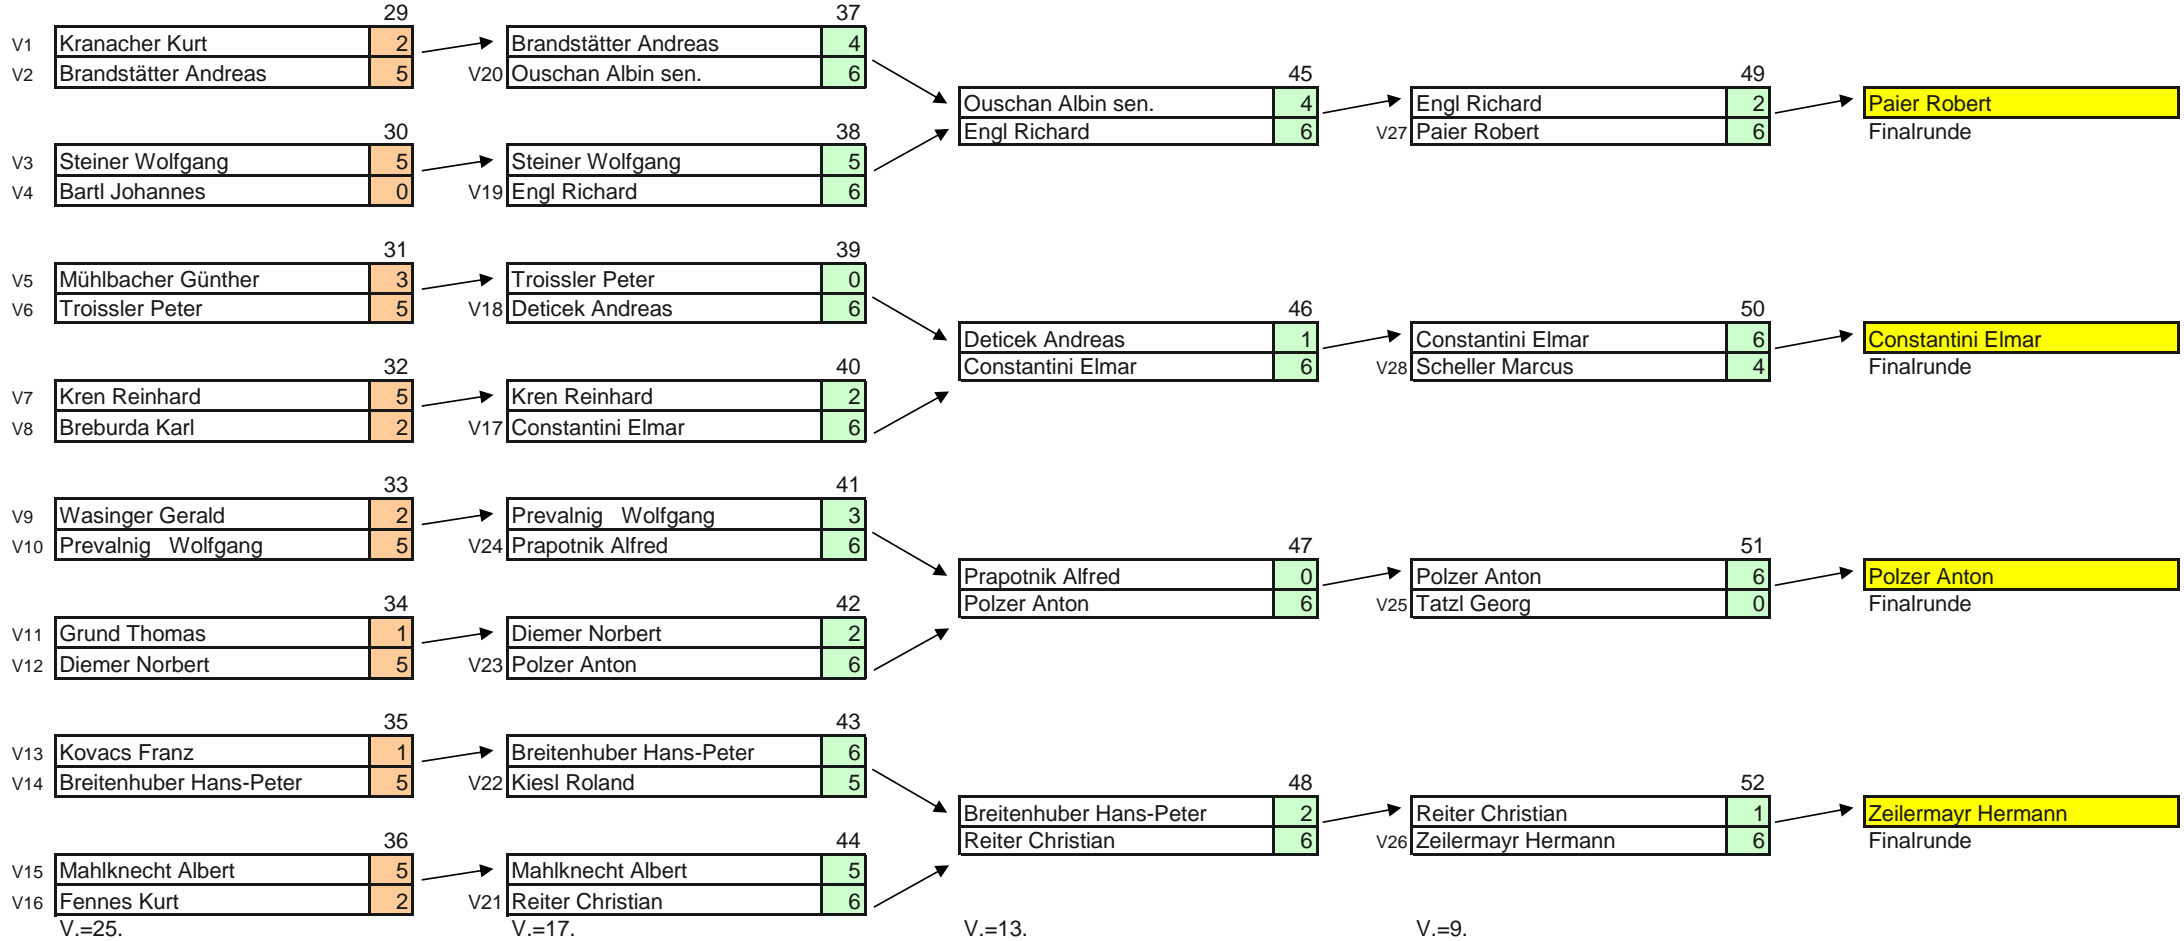 29 37
V1 Kranacher Kurt 2 Brandstätter Andreas 4
V2 Brandstätter Andreas 5 V20 Ouschan Albin sen. 6 45 49
Ouschan Albin sen. 4 Engl Richard 2 Paier Robert
30 38 Engl Richard 6 V27 Paier Robert 6 Finalrunde
V3 Steiner Wolfgang 5 Steiner Wolfgang 5
V4 Bartl Johannes 0 V19 Engl Richard 6
31 39
V5 Mühlbacher Günther 3 Troissler Peter 0
V6 Troissler Peter 5 V18 Deticek Andreas 6 46 50
Deticek Andreas 1 Constantini Elmar 6 Constantini Elmar
32 40 Constantini Elmar 6 V28 Scheller Marcus 4 Finalrunde
V7 Kren Reinhard 5 Kren Reinhard 2
V8 Breburda Karl 2 V17 Constantini Elmar 6
33 41
V9 Wasinger Gerald 2 Prevalnig Wolfgang 3
V10 Prevalnig Wolfgang 5 V24 Prapotnik Alfred 6 47 51
Prapotnik Alfred 0 Polzer Anton 6 Polzer Anton
34 42 Polzer Anton 6 V25 Tatzl Georg 0 Finalrunde
V11 Grund Thomas 1 Diemer Norbert 2
V12 Diemer Norbert 5 V23 Polzer Anton 6
35 43
V13 Kovacs Franz 1 Breitenhuber Hans-Peter 6
V14 Breitenhuber Hans-Peter 5 V22 Kiesl Roland 5 48 52
Breitenhuber Hans-Peter 2 Reiter Christian 1 Zeilermayr Hermann
36 44 Reiter Christian 6 V26 Zeilermayr Hermann 6 Finalrunde
V15 Mahlknecht Albert 5 Mahlknecht Albert 5
V16 Fennes Kurt 2 V21 Reiter Christian 6
V.=25. V.=17. V.=13. V.=9.